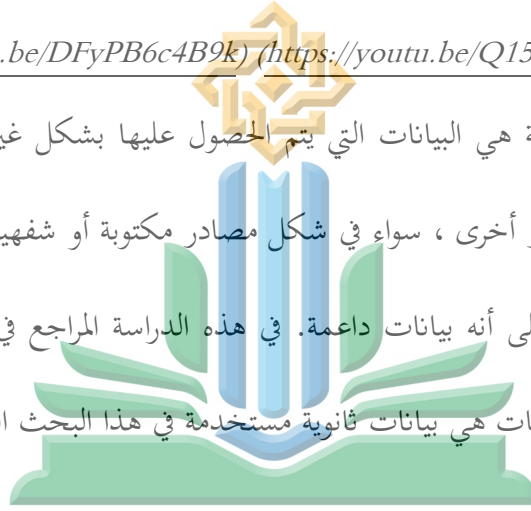 .be/DFyPB6c4B9k) (https://youtu.be/Q15
ة هي البيانات التي يتم الحصول عليها بشكل غير
أخرى ، سواء في شكل مصادر مكتوبة أو شفهي
لى أنه بيانات داعمة. في هذه الدراسة المراجع في
ات هي بيانات ثانوية مستخدمة في هذا البحث ال